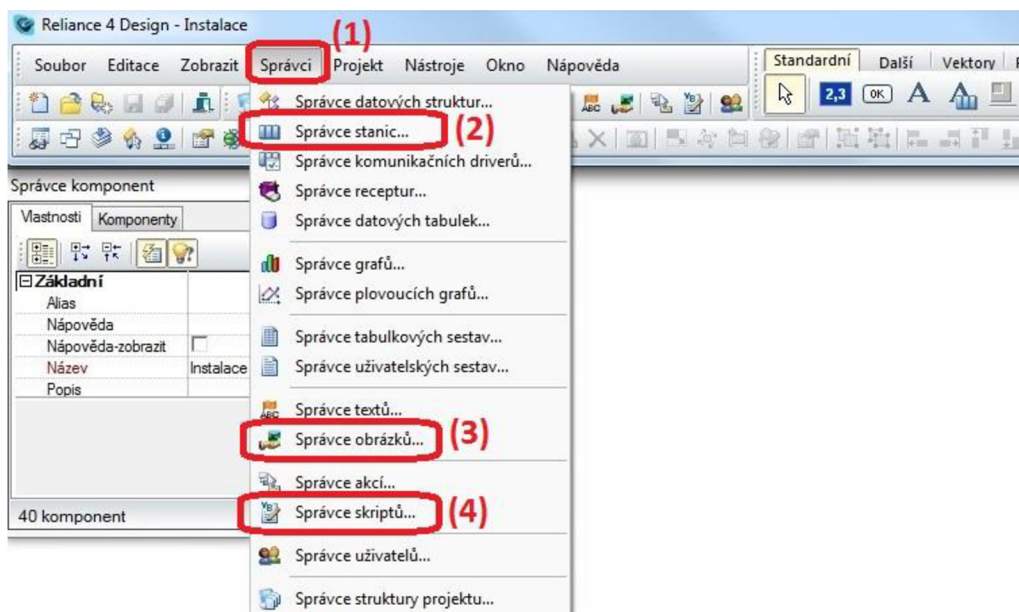 Reliance 4 Design - Instalace
(1)
Soubor Editace Zobrazit Správci Projekt Nástroje Okno Nápověda
Standardní Další Vektory
2,3 OK A A
ABC
Správce datových struktur...
Správce stanic... (2)
Správce komunikačních driverů...
Správce receptur...
Správce datových tabulek...
Správce grafů...
Správce plovoucích grafů...
Správce tabulkových sestav...
Správce uživatelských sestav...
ABC Správce textů...
Správce obrázků... (3)
Správce akcí...
VB Správce skriptů... (4)
Správce uživatelů...
Správce struktury projektu...
Správce komponent
Vlastnosti Komponenty
Základní
Alias
Nápověda
Nápověda-zobrazit
Název Instalace
Popis
40 komponent